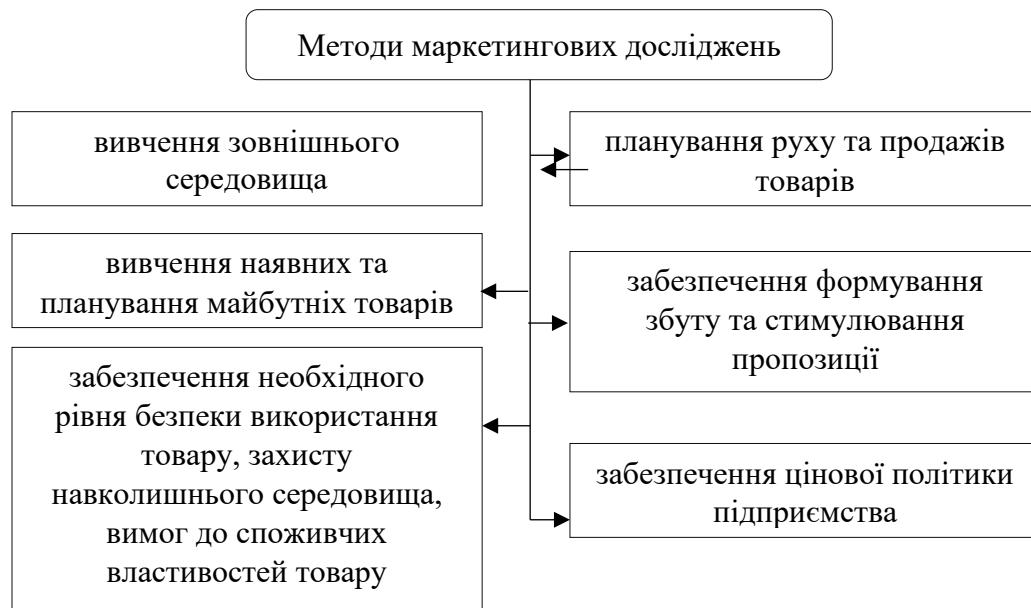 Методи маркетингових досліджень
вивчення зовнішнього
середовища
планування руху та продажів
товарів
вивчення наявних та
планування майбутніх товарів
забезпечення формування
збуту та стимулювання
пропозиції
забезпечення необхідного
рівня безпеки використання
товару, захисту
навколишнього середовища,
вимог до споживчих
властивостей товару
забезпечення цінової політики
підприємства